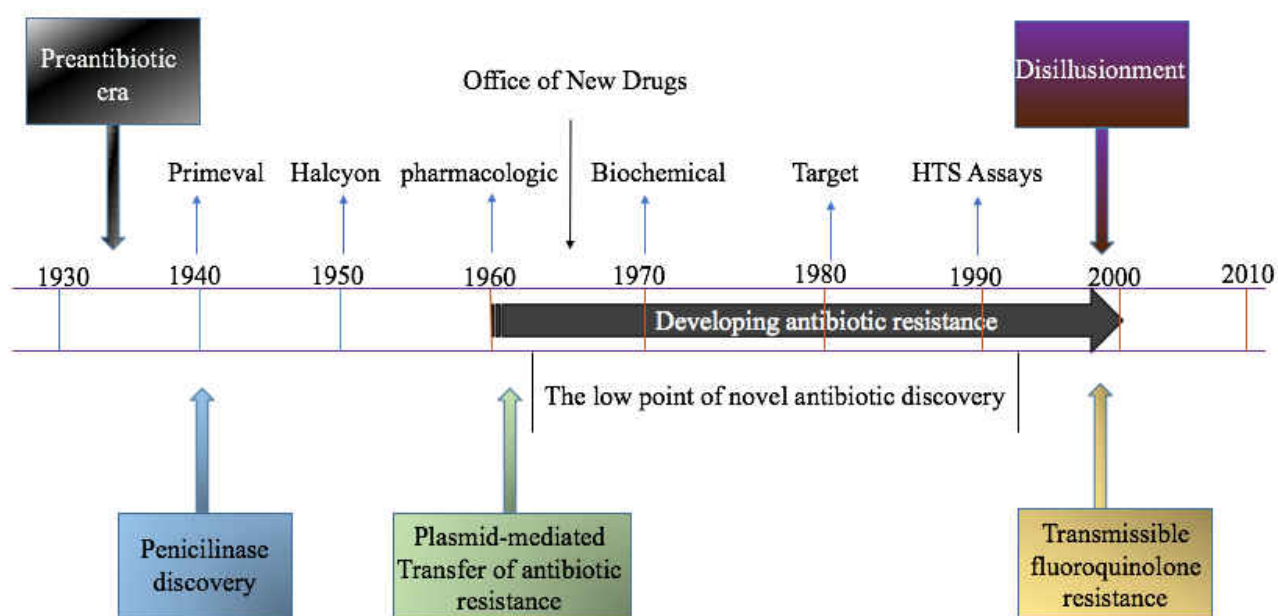 Preantibiotic
era
Office of New Drugs
Disillusionment
Primeval
Halcyon
pharmacologic
Biochemical
Target
HTS Assays
1930
1940
1950
1960
1970
1980
1990
2000
2010
Developing antibiotic resistance
The low point of novel antibiotic discovery
Penicilinase
discovery
Plasmid-mediated
Transfer of antibiotic
resistance
Transmissible
fluoroquinolone
resistance